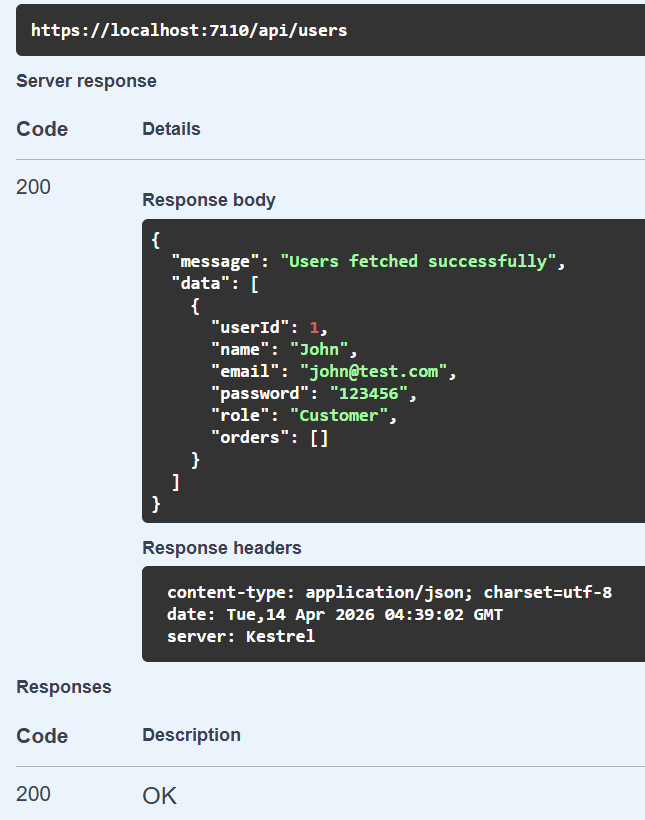 https://localhost:7110/api/users
Server response
Code Details
200
Response body
{
  "message": "Users fetched successfully",
  "data": [
    {
      "userId": 1,
      "name": "John",
      "email": "john@test.com",
      "password": "123456",
      "role": "Customer",
      "orders": []
    }
  ]
}
Response headers
content-type: application/json; charset=utf-8
date: Tue,14 Apr 2026 04:39:02 GMT
server: Kestrel
Responses
Code Description
200 OK